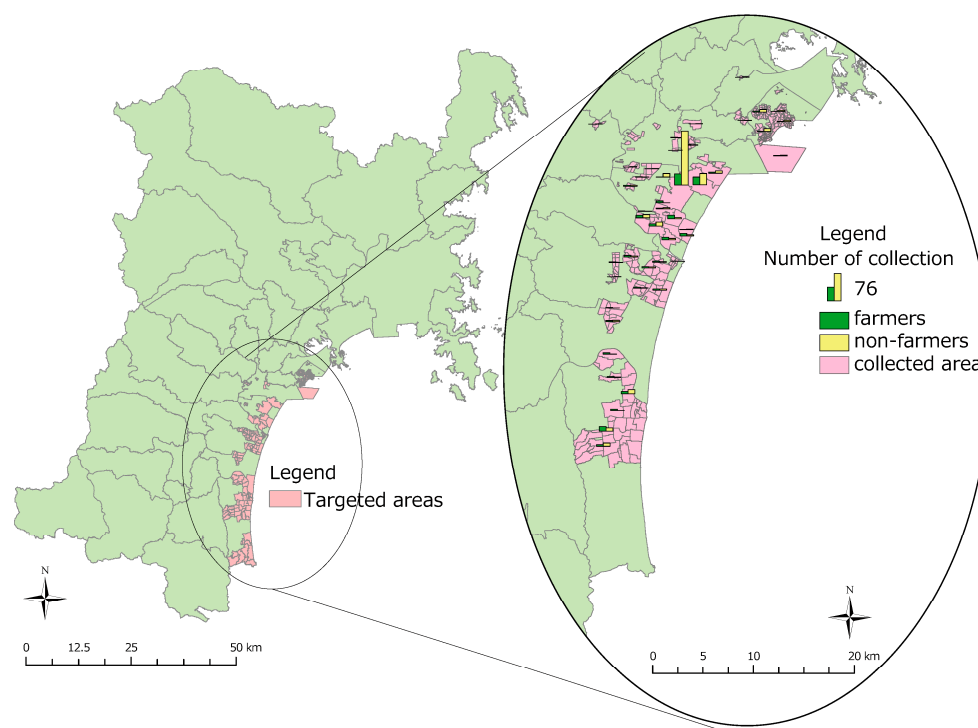 Legend
Number of collection
76
farmers
non-farmers
collected area
Legend
Targeted areas
N
0 12.5 25 50 km
N
0 5 10 20 km